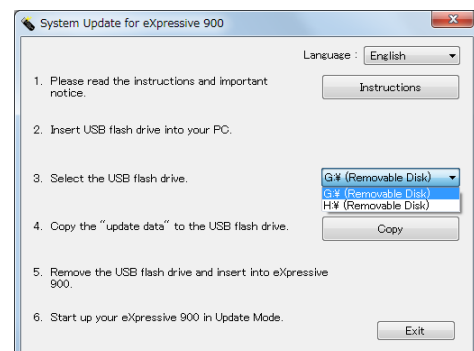 System Update for eXpressive 900
Language : English
1. Please read the instructions and important
notice.
Instructions
2. Insert USB flash drive into your PC.
3. Select the USB flash drive.
G:¥ (Removable Disk)
G:¥ (Removable Disk)
H:¥ (Removable Disk)
4. Copy the "update data" to the USB flash drive.
Copy
5. Remove the USB flash drive and insert into eXpressive
900.
6. Start up your eXpressive 900 in Update Mode.
Exit